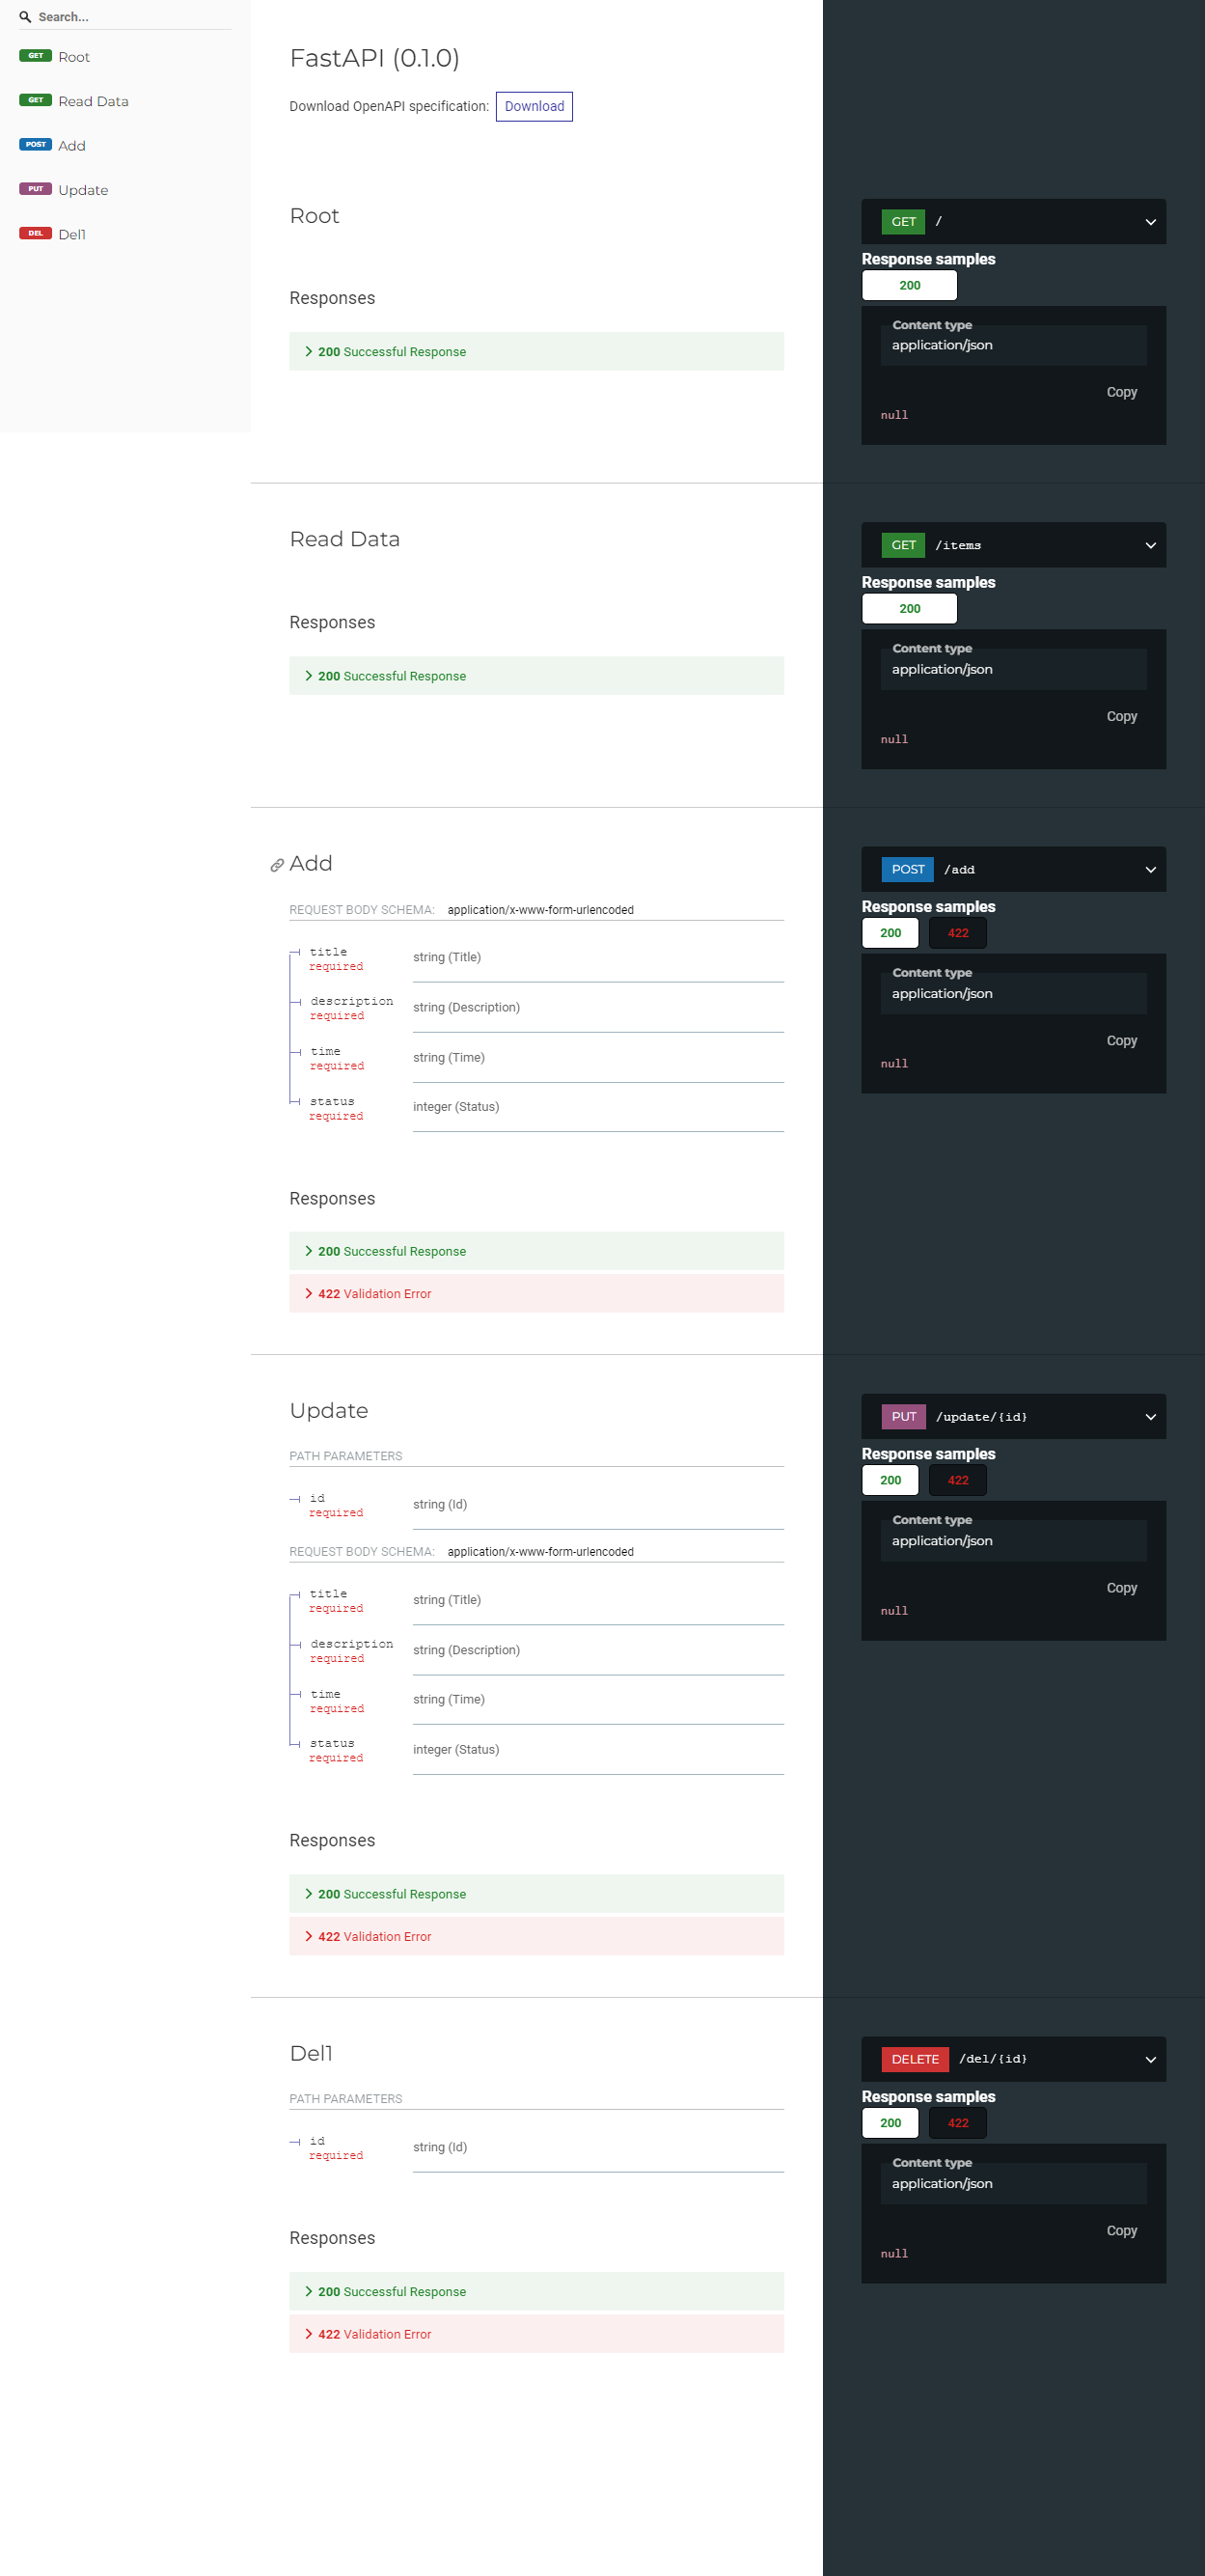 Search...
GET Root
GET Read Data
POST Add
PUT Update
DEL Del1
FastAPI (0.1.0)
Download OpenAPI specification: Download
Root
Responses
200 Successful Response
GET /
Response samples
200
Content type
application/json
Copy
null
Read Data
Responses
200 Successful Response
GET /items
Response samples
200
Content type
application/json
Copy
null
Add
REQUEST BODY SCHEMA: application/x-www-form-urlencoded
title
required
string (Title)
description
required
string (Description)
time
required
string (Time)
status
required
integer (Status)
Responses
200 Successful Response
422 Validation Error
POST /add
Response samples
200 422
Content type
application/json
Copy
null
Update
PATH PARAMETERS
id
required
string (Id)
REQUEST BODY SCHEMA: application/x-www-form-urlencoded
title
required
string (Title)
description
required
string (Description)
time
required
string (Time)
status
required
integer (Status)
Responses
200 Successful Response
422 Validation Error
PUT /update/{id}
Response samples
200 422
Content type
application/json
Copy
null
Del1
PATH PARAMETERS
id
required
string (Id)
Responses
200 Successful Response
422 Validation Error
DELETE /del/{id}
Response samples
200 422
Content type
application/json
Copy
null